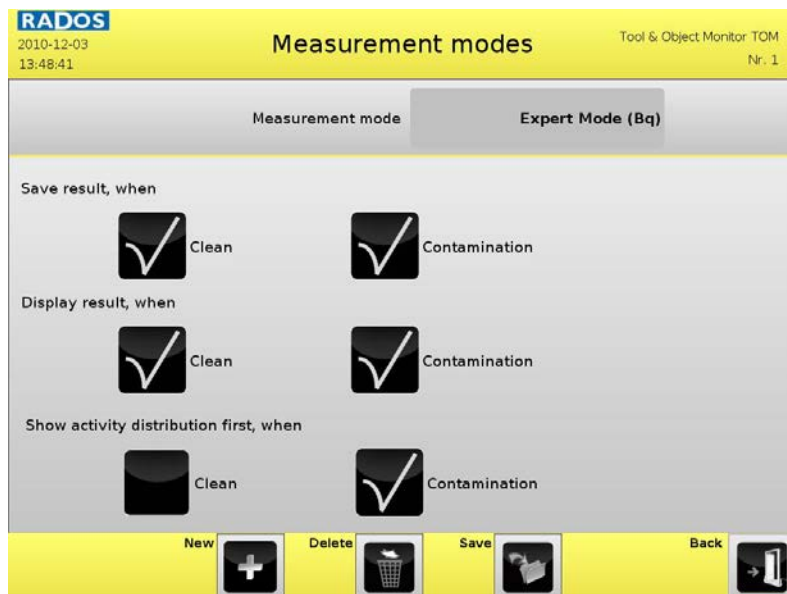 RADOS
2010-12-03
13:48:41
Measurement modes
Tool & Object Monitor TOM
Nr. 1
Measurement mode
Expert Mode (Bq)
Save result, when
Clean
Contamination
Display result, when
Clean
Contamination
Show activity distribution first, when
Clean
Contamination
New
Delete
Save
Back